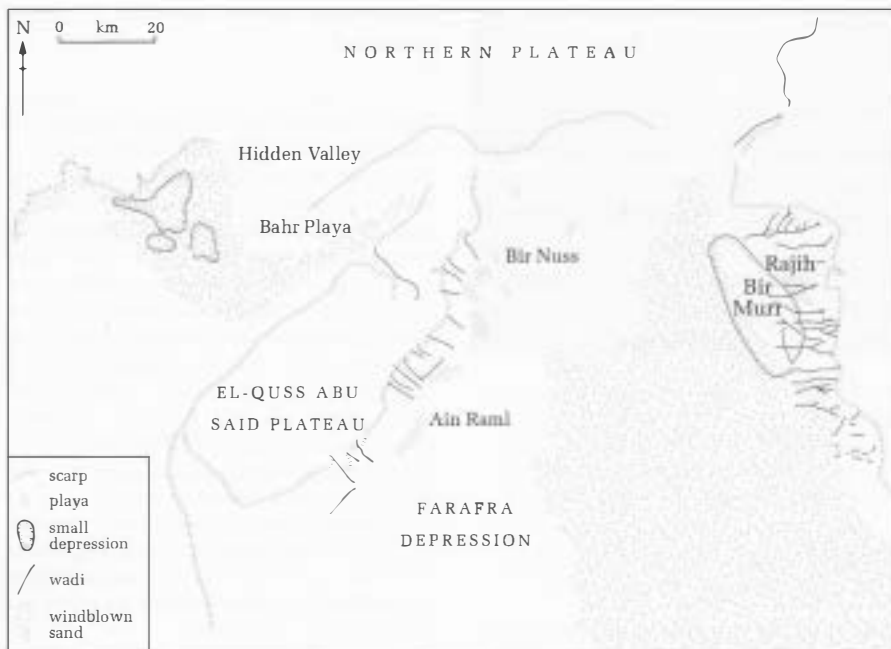 N
0 km 20
NORTHERN PLATEAU
Hidden Valley
Bahr Playa
Bir Nuss
Rajih
Bir
Murr
EL-QUSS ABU
SAID PLATEAU
Ain Raml
FARAFRA
DEPRESSION
scarp
playa
small
depression
wadi
windblown
sand